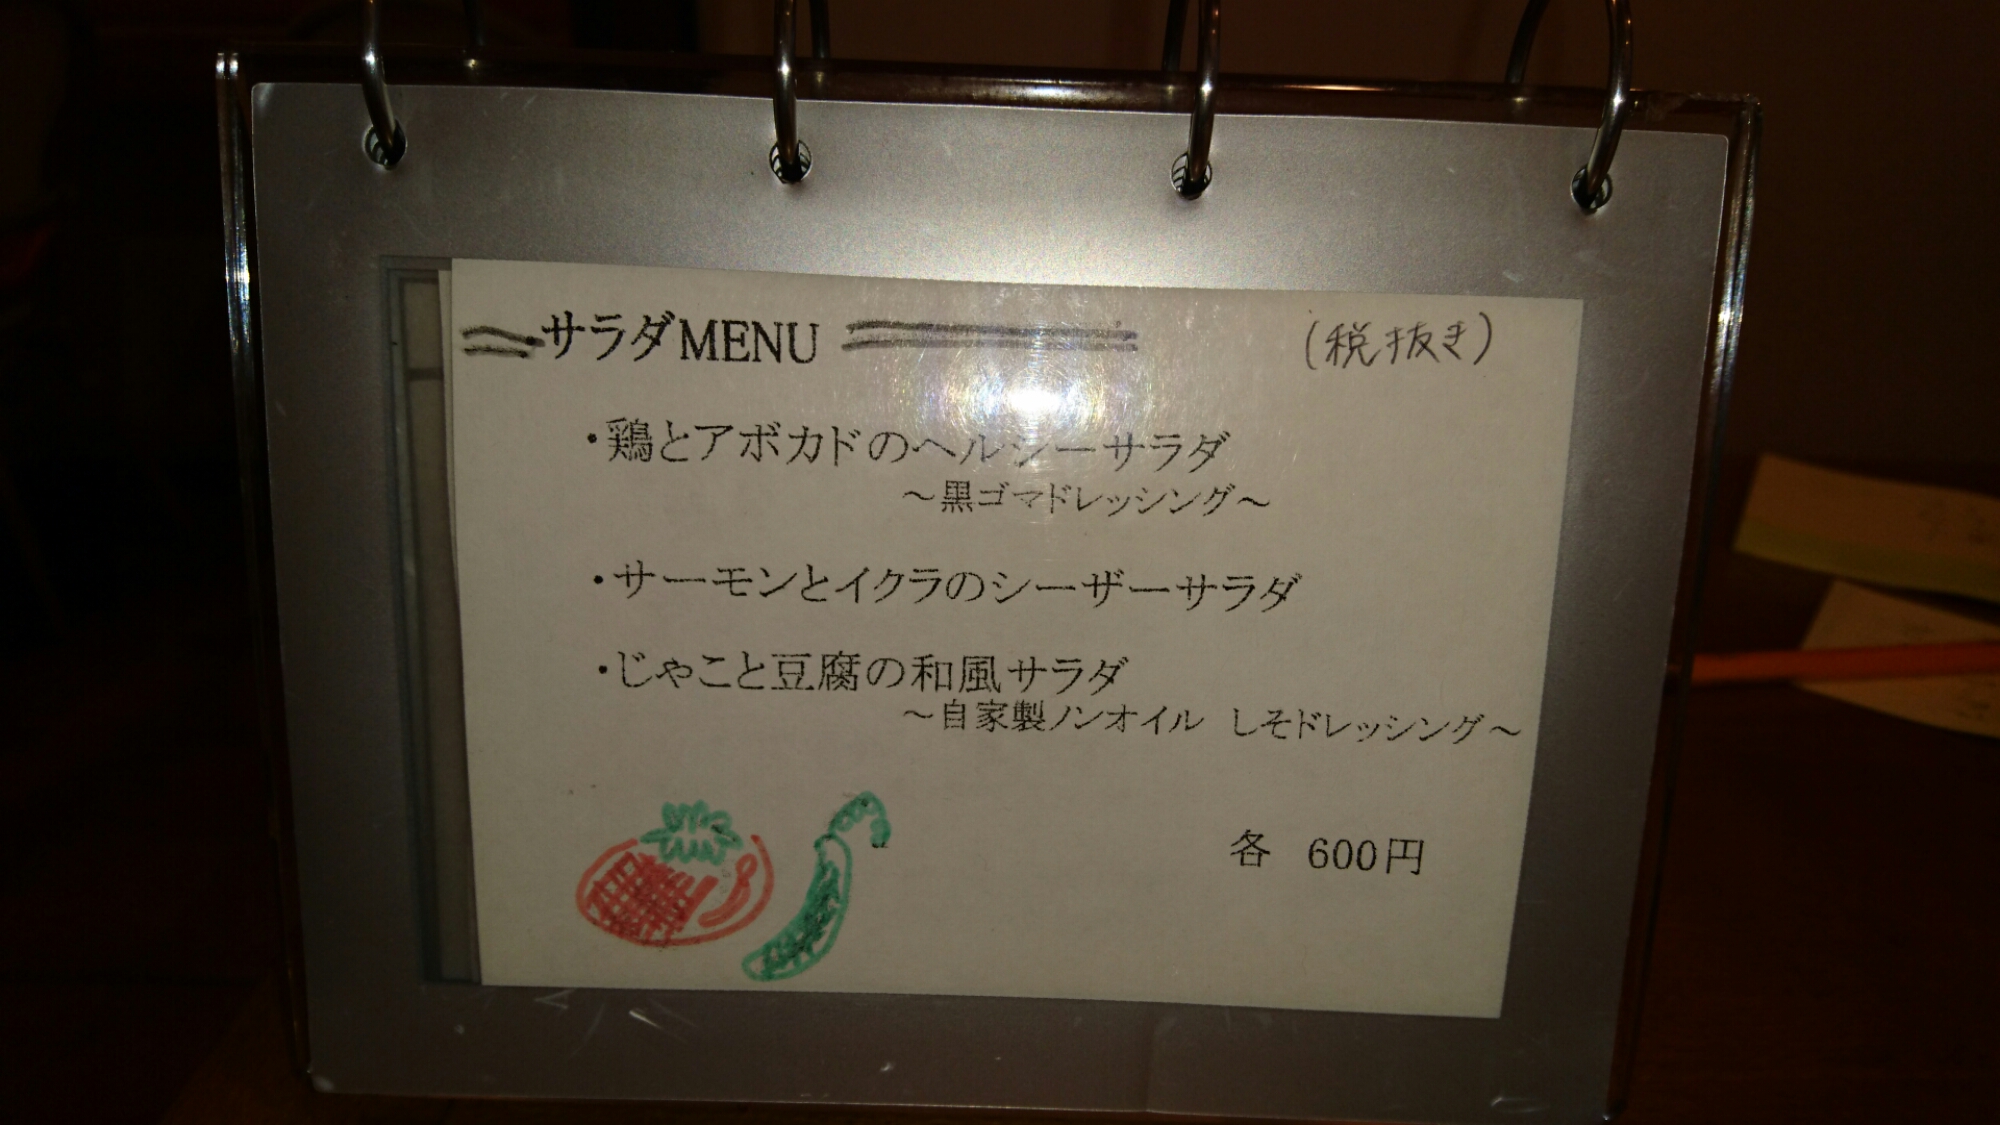 サラダMENU (税抜き)
・鶏とアボカドのヘルシーサラダ
～黒ゴマドレッシング～
・サーモンとイクラのシーザーサラダ
・じゃこと豆腐の和風サラダ
～自家製ノンオイル しそドレッシング～
各 600円